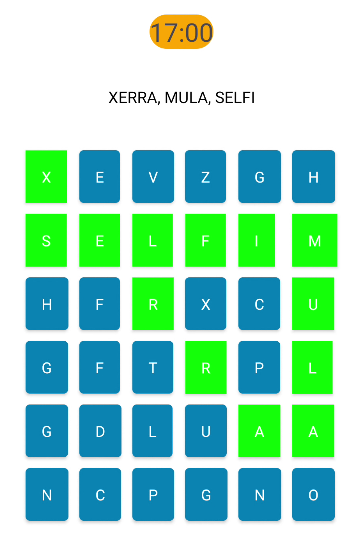 17:00
XERRA, MULA, SELFI
X E V Z G H
S E L F I M
H F R X C U
G F T R P L
G D L U A A
N C P G N O